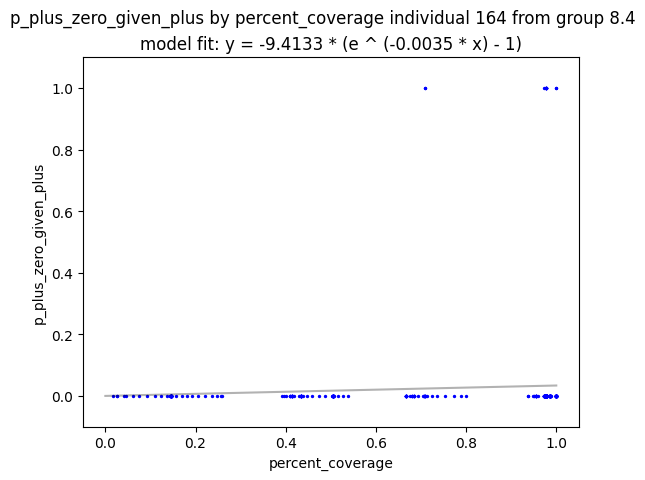 p_plus_zero_given_plus by percent_coverage individual 164 from group 8.4
model fit: y = -9.4133 * (e ^ (-0.0035 * x) - 1)
1.0
0.8
0.6
0.4
0.2
0.0
p_plus_zero_given_plus
0.0 0.2 0.4 0.6 0.8 1.0
percent_coverage